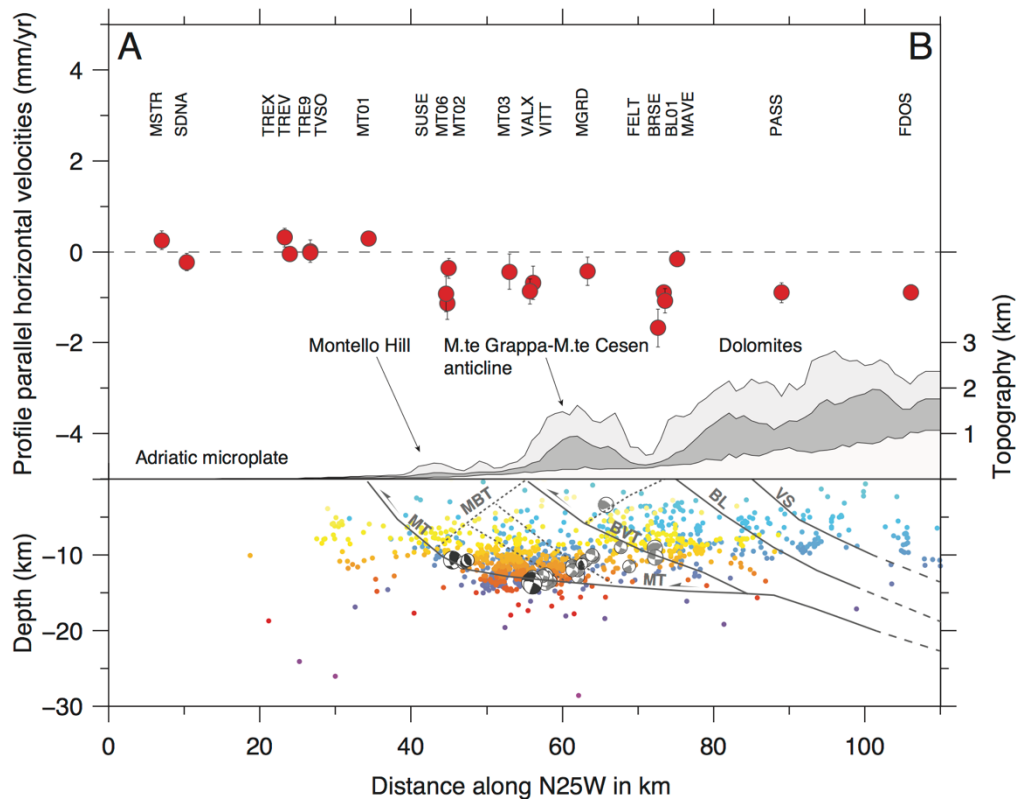 A
B
Profile parallel horizontal velocities (mm/yr)
4
2
0
−2
−4
MSTR
SDNA
TREX
TREV
TRE9
TVSO
MT01
SUSE
MT06
MT02
MT03
VALX
VITT
MGRD
FELT
BRSE
BL01
MAVE
PASS
FDOS
Montello Hill
M.te Grappa-M.te Cesen
anticline
Dolomites
Adriatic microplate
3
2
1
Topography (km)
Depth (km)
−10
−20
−30
MT
MBT
BVT
MT
BL
VS
0
20
40
60
80
100
Distance along N25W in km